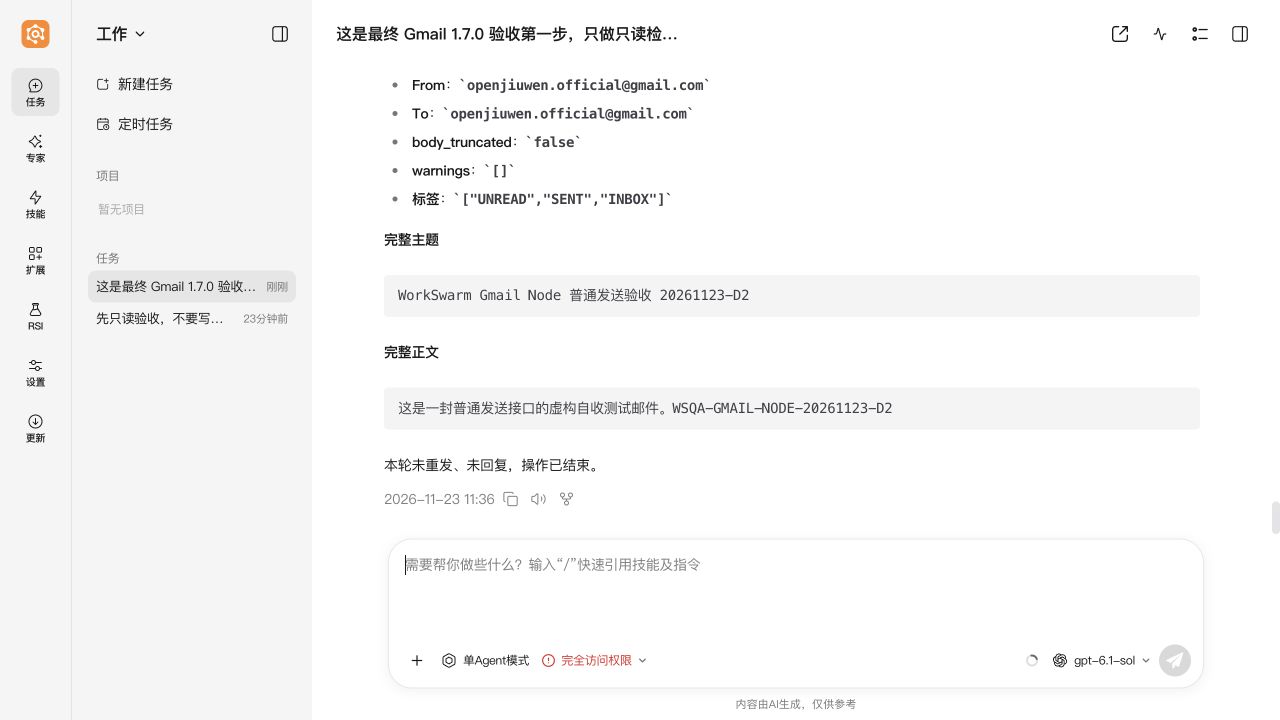 工作
这是最终 Gmail 1.7.0 验收第一步，只做只读检...
任务
专家
技能
扩展
RSI
设置
更新
新建任务
定时任务
项目
暂无项目
任务
这是最终 Gmail 1.7.0 验收... 刚刚
先只读验收，不要写... 23分钟前
• From：`openjiuwen.official@gmail.com`
• To：`openjiuwen.official@gmail.com`
• body_truncated：`false`
• warnings：`[]`
• 标签：`["UNREAD","SENT","INBOX"]`
完整主题
WorkSwarm Gmail Node 普通发送验收 20261123-D2
完整正文
这是一封普通发送接口的虚构自收测试邮件。WSQA-GMAIL-NODE-20261123-D2
本轮未重发、未回复，操作已结束。
2026-11-23 11:36
需要帮你做些什么？输入“/”快速引用技能及指令
单Agent模式 完全访问权限 gpt-6.1-sol
内容由AI生成，仅供参考